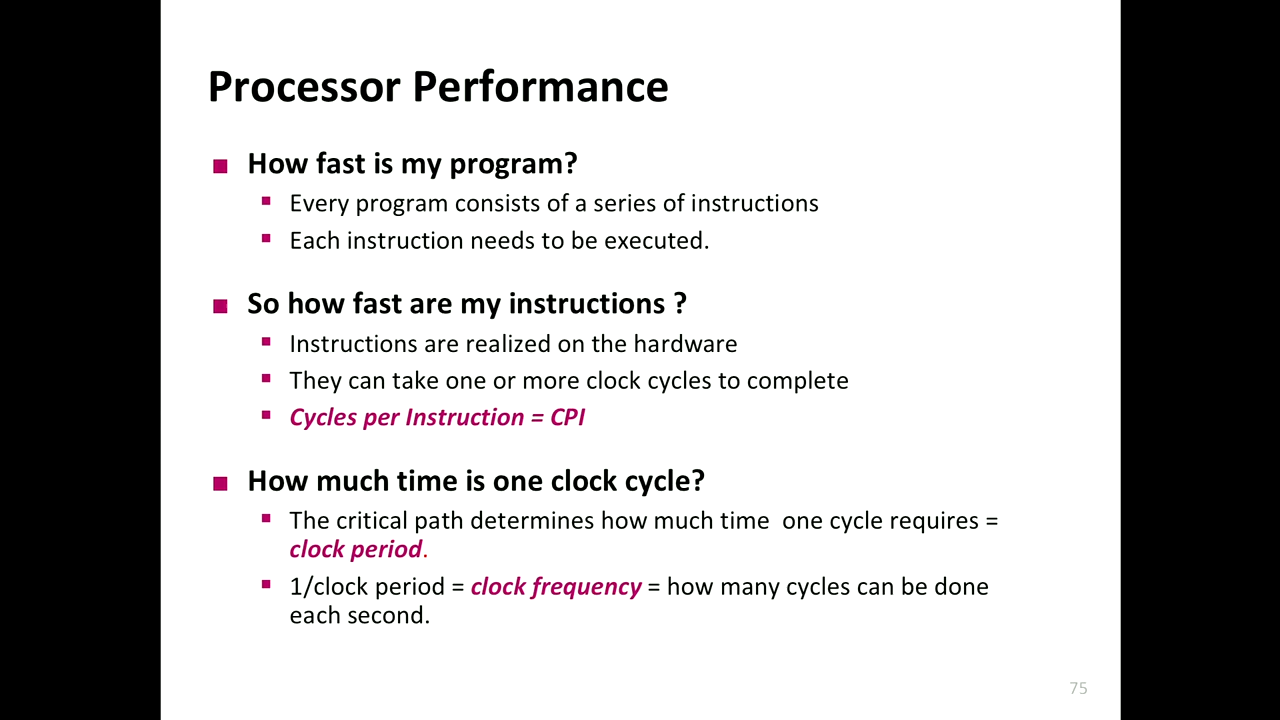 Processor Performance
How fast is my program?
Every program consists of a series of instructions
Each instruction needs to be executed.
So how fast are my instructions ?
Instructions are realized on the hardware
They can take one or more clock cycles to complete
Cycles per Instruction = CPI
How much time is one clock cycle?
The critical path determines how much time  one cycle requires =
clock period.
1/clock period = clock frequency = how many cycles can be done
each second.
75